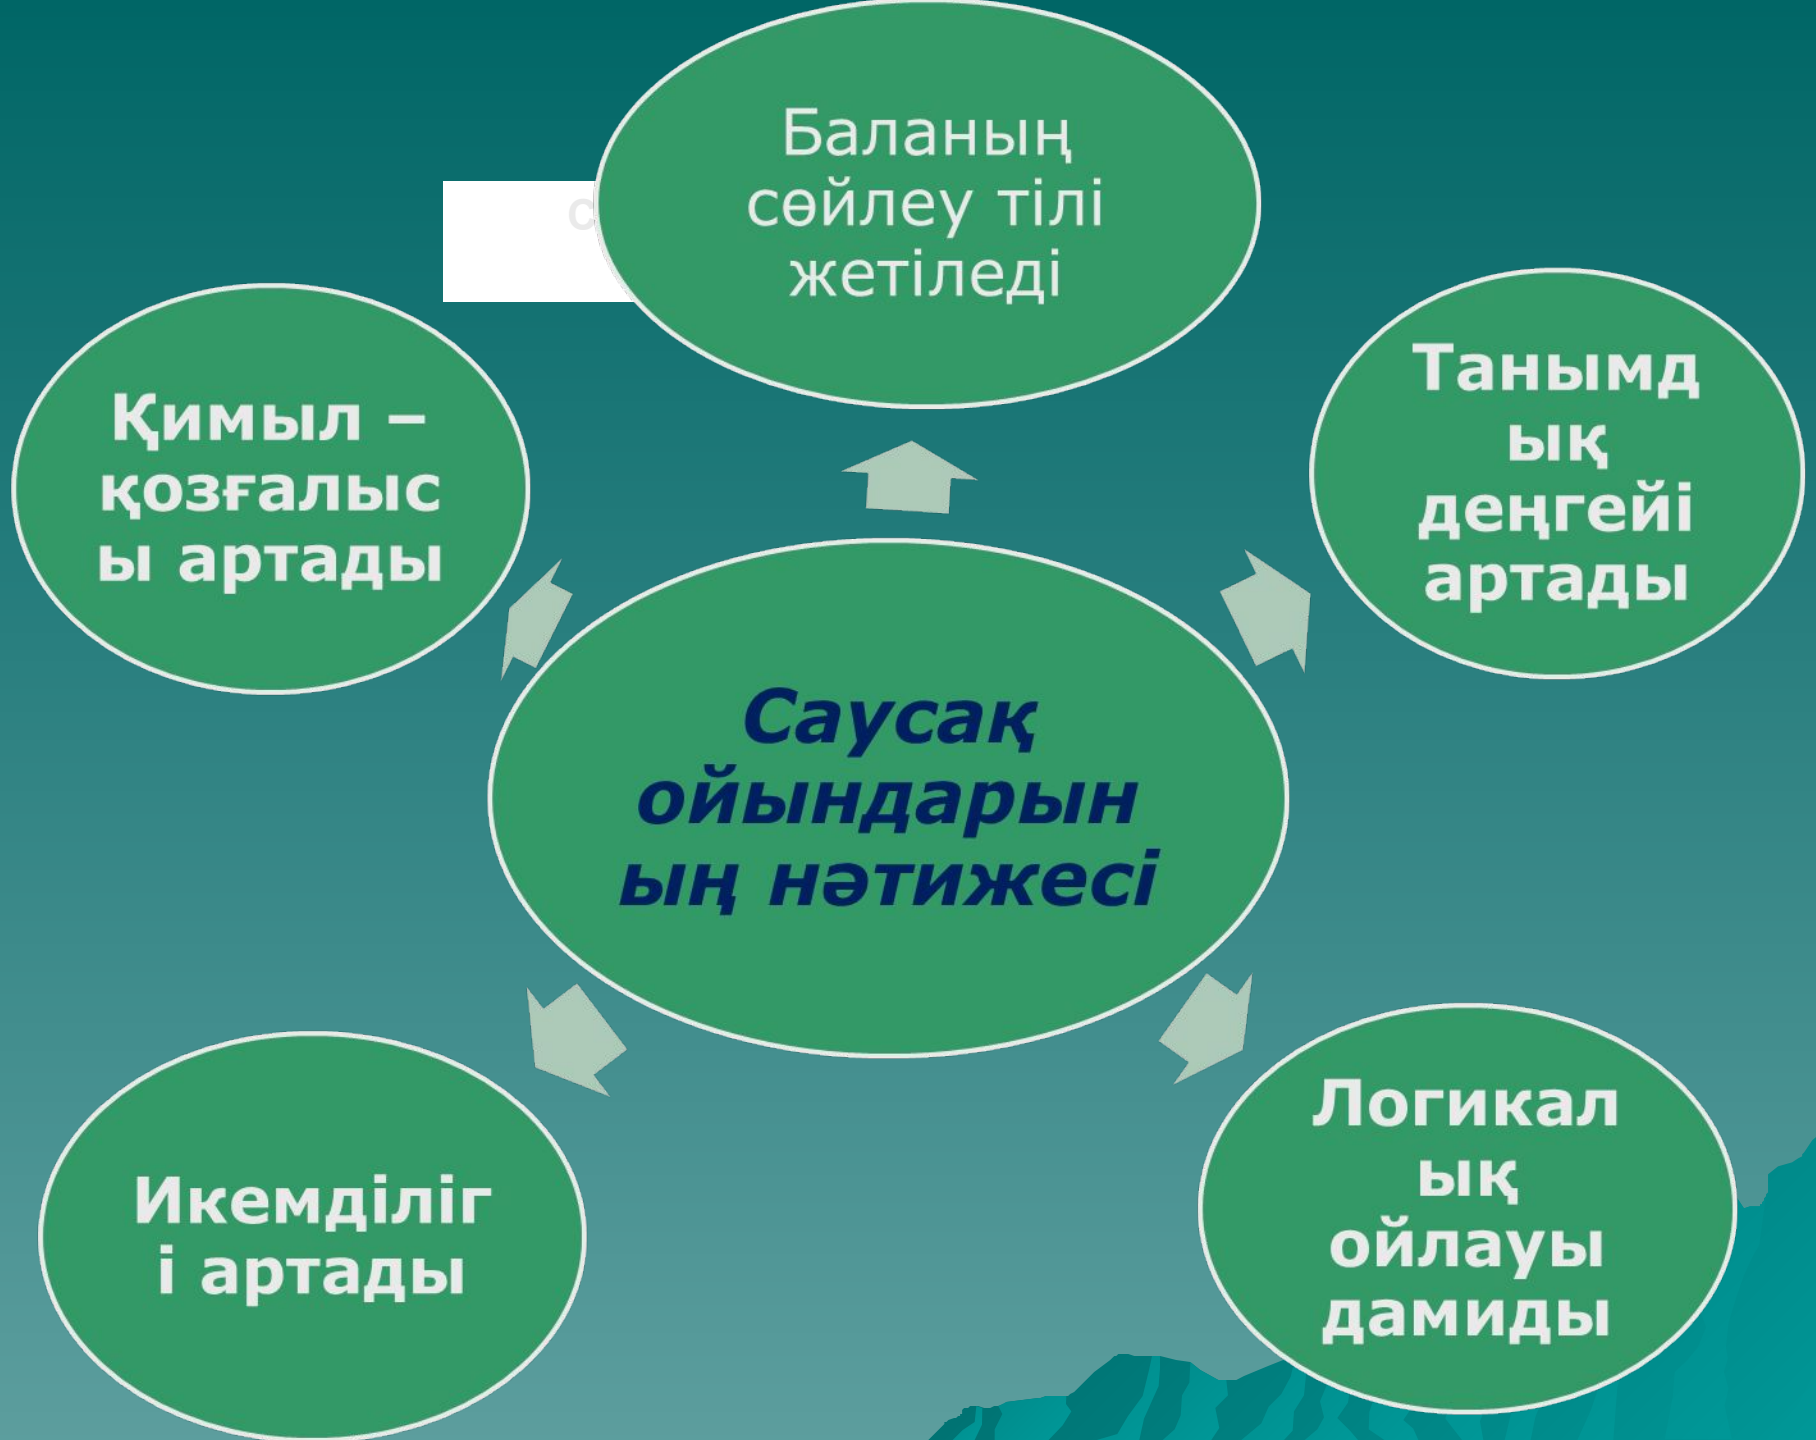 Баланың
сөйлеу тілі
жетіледі
Қимыл –
қозғалыс
ы артады
Танымд
ық
деңгейі
артады
Саусақ
ойындарын
ың нәтижесі
Икемділіг
і артады
Логикал
ық
ойлауы
дамиды